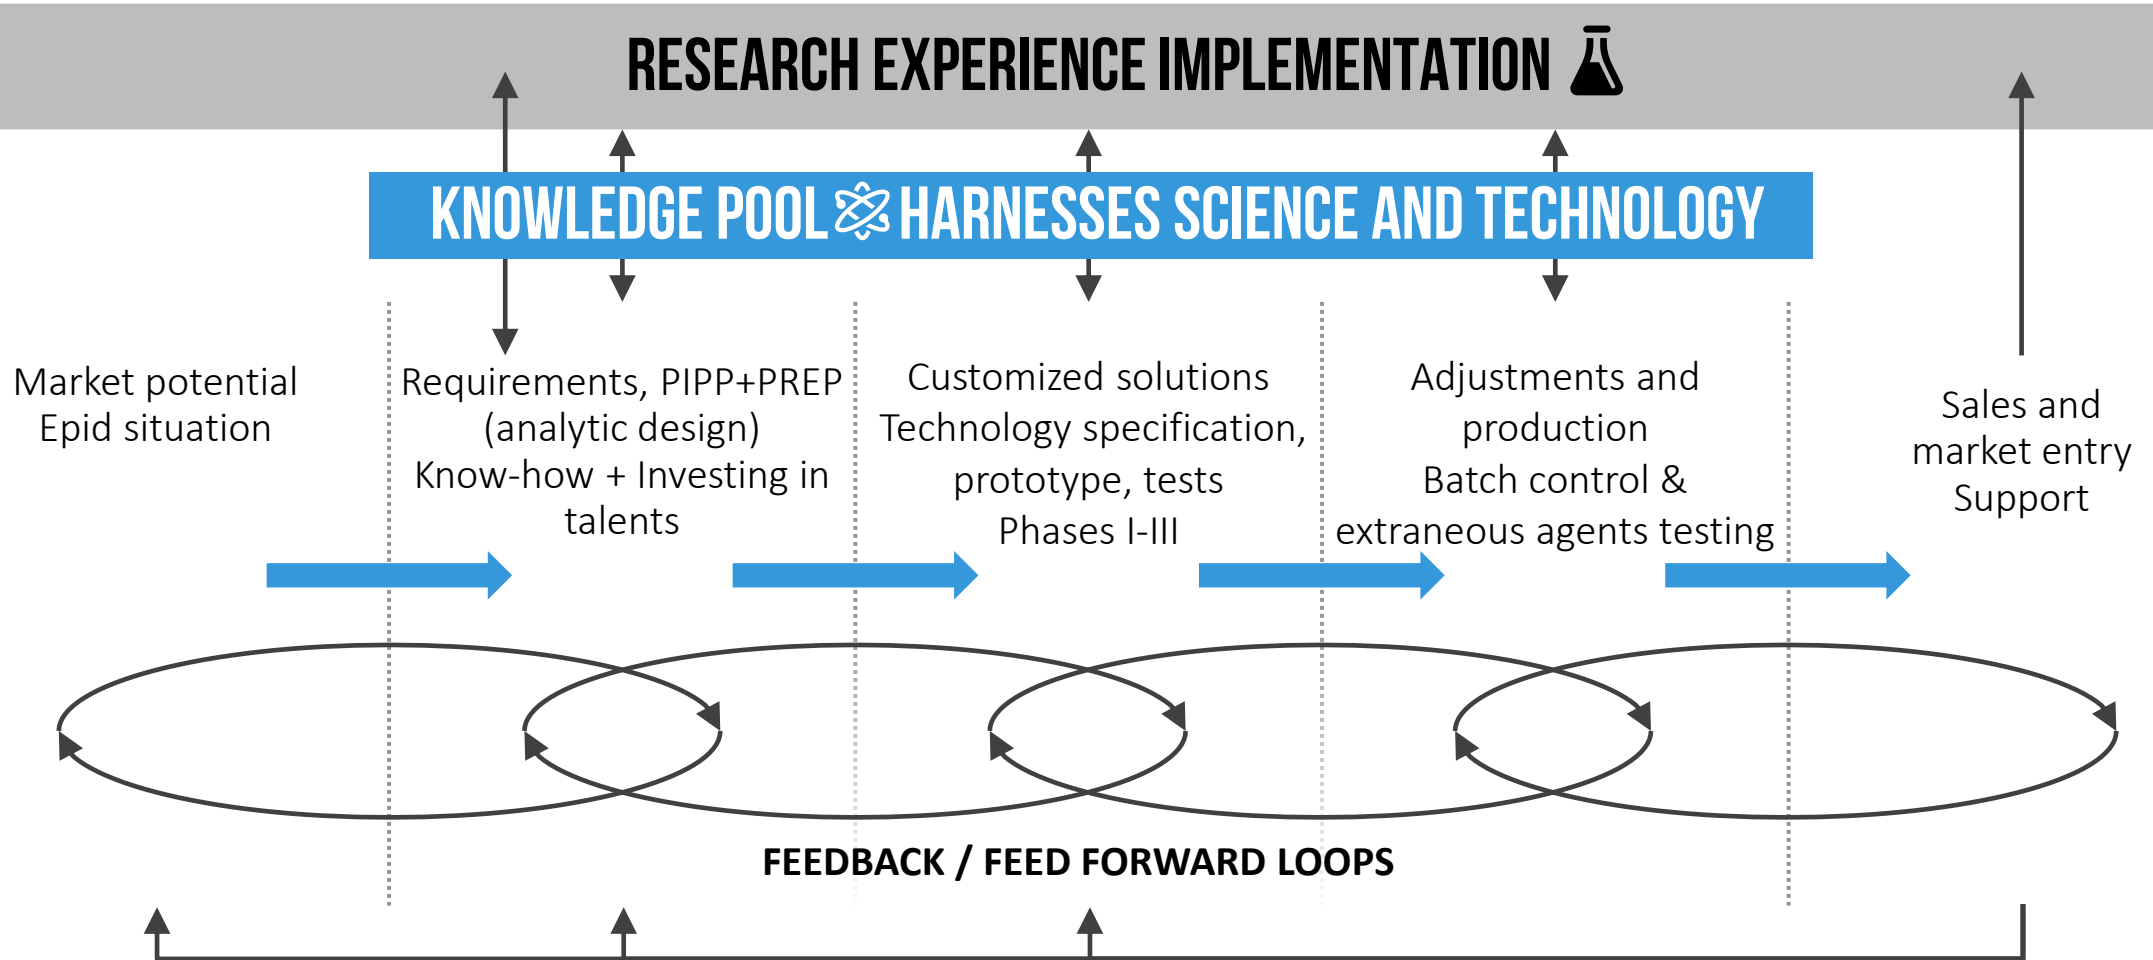 RESEARCH EXPERIENCE IMPLEMENTATION
KNOWLEDGE POOL HARNESSES SCIENCE AND TECHNOLOGY
Market potential
Epid situation
Requirements, PIPP+PREP
(analytic design)
Know-how + Investing in
talents
Customized solutions
Technology specification,
prototype, tests
Phases I-III
Adjustments and
production
Batch control &
extraneous agents testing
Sales and
market entry
Support
FEEDBACK / FEED FORWARD LOOPS